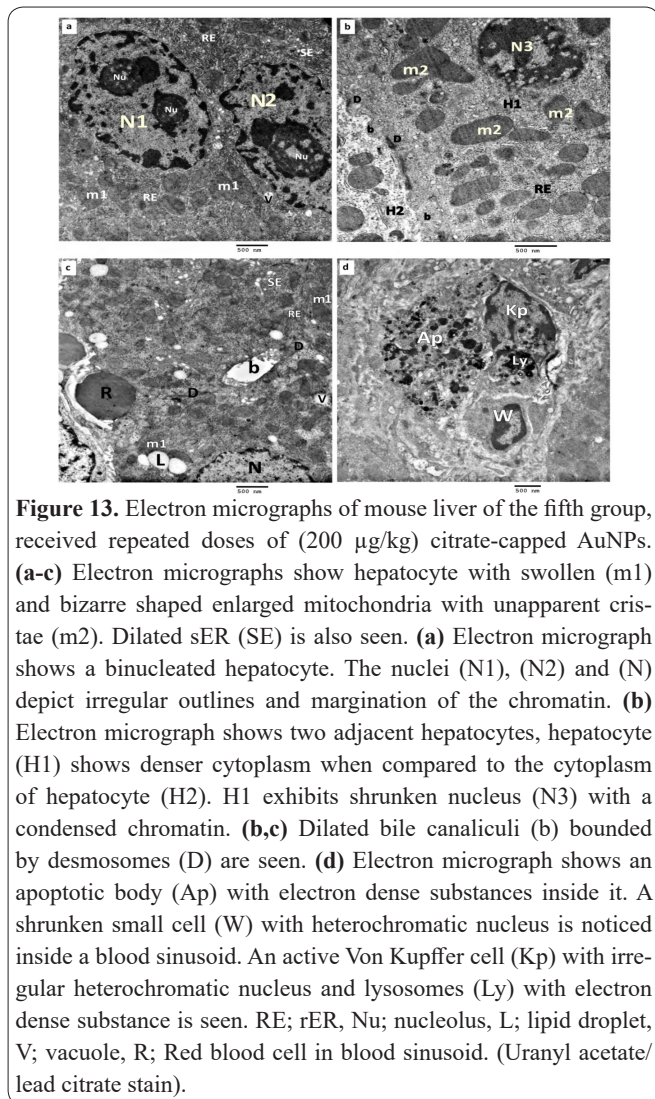 a
RE
SE
Nu
N2
Nu
N1
Nu
m1
RE
m1
V
500 nm
b
N3
m2
D
H1
m2
b
D
m2
RE
H2
b
500 nm
c
SE
m1
RE
D
b
R
D
V
m1
L
N
500 nm
d
Kp
Ap
Ly
W
500 nm
Figure 13. Electron micrographs of mouse liver of the fifth group,
received repeated doses of (200 µg/kg) citrate-capped AuNPs.
(a-c) Electron micrographs show hepatocyte with swollen (m1)
and bizarre shaped enlarged mitochondria with unapparent cris-
tae (m2). Dilated sER (SE) is also seen. (a) Electron micrograph
shows a binucleated hepatocyte. The nuclei (N1), (N2) and (N)
depict irregular outlines and margination of the chromatin. (b)
Electron micrograph shows two adjacent hepatocytes, hepatocyte
(H1) shows denser cytoplasm when compared to the cytoplasm
of hepatocyte (H2). H1 exhibits shrunken nucleus (N3) with a
condensed chromatin. (b,c) Dilated bile canaliculi (b) bounded
by desmosomes (D) are seen. (d) Electron micrograph shows an
apoptotic body (Ap) with electron dense substances inside it. A
shrunken small cell (W) with heterochromatic nucleus is noticed
inside a blood sinusoid. An active Von Kupffer cell (Kp) with irre-
gular heterochromatic nucleus and lysosomes (Ly) with electron
dense substance is seen. RE; rER, Nu; nucleolus, L; lipid droplet,
V; vacuole, R; Red blood cell in blood sinusoid. (Uranyl acetate/
lead citrate stain).